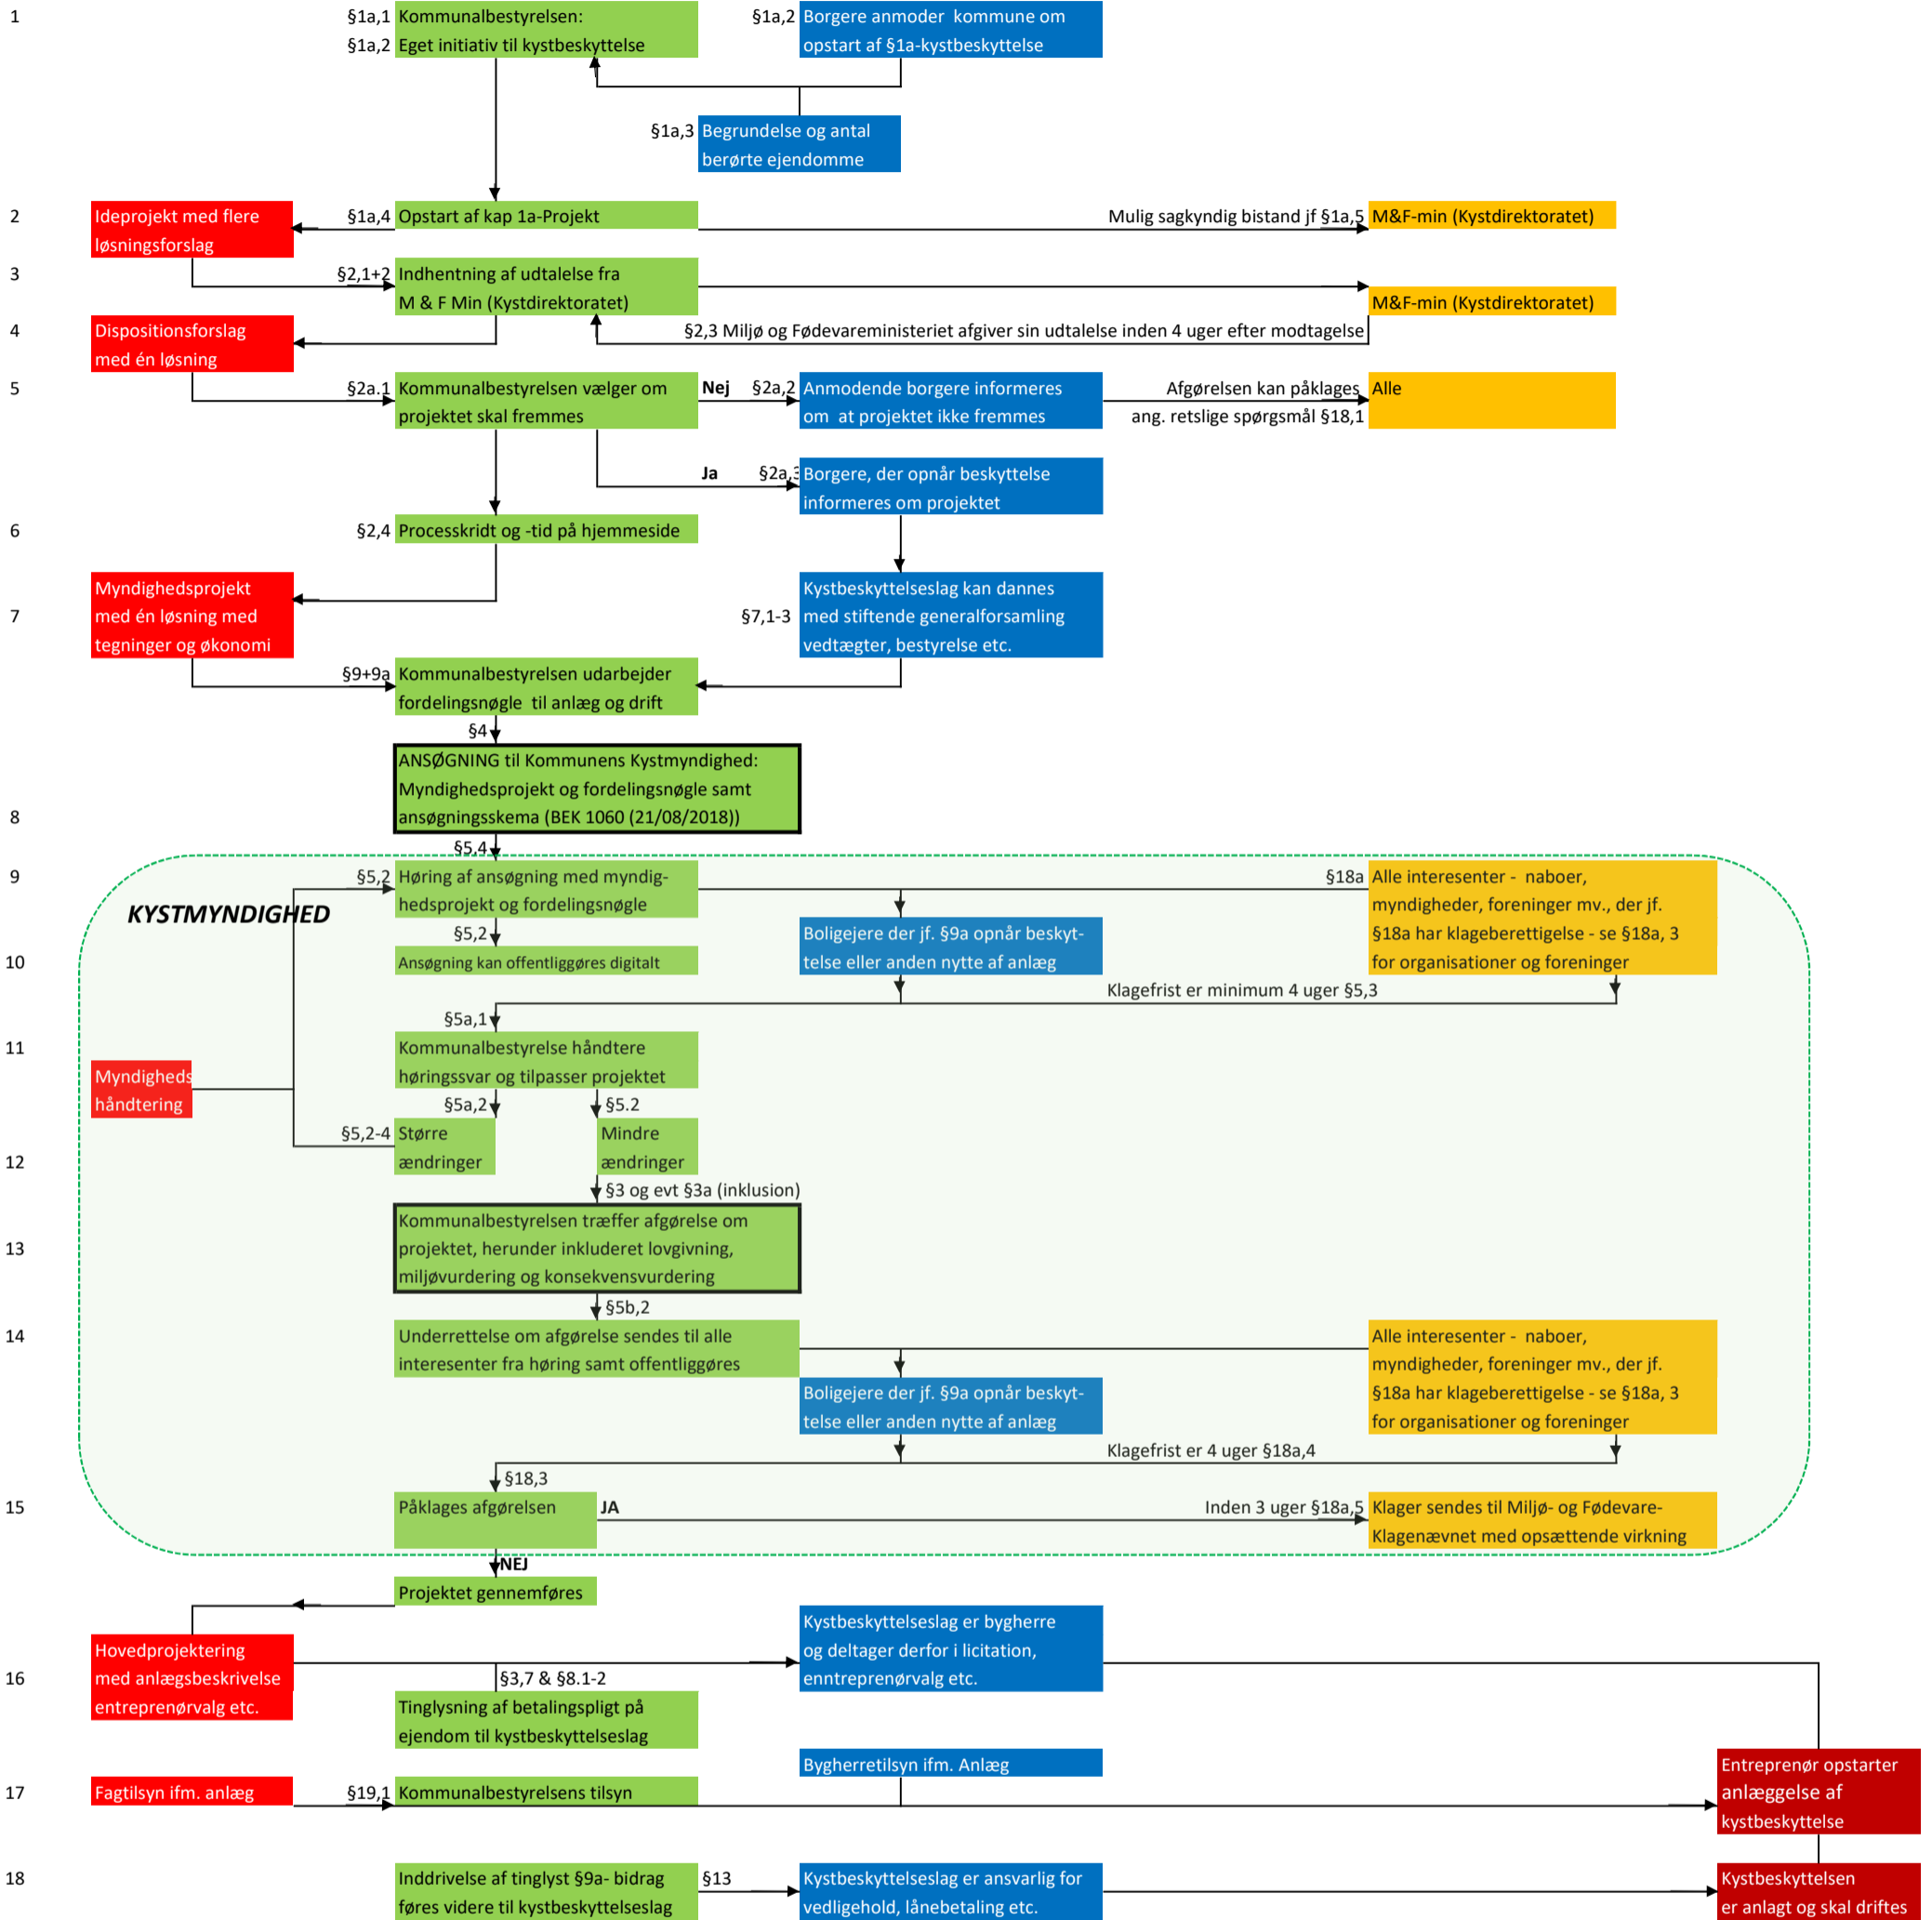 1
§1a,1 Kommunalbestyrelsen:
§1a,2 Eget initiativ til kystbeskyttelse
§1a,2 Borgere anmoder kommune om
opstart af §1a-kystbeskyttelse
§1a,3 Begrundelse og antal
berørte ejendomme
2
Ideprojekt med flere
løsningsforslag
§1a,4 Opstart af kap 1a-Projekt
Mulig sagkyndig bistand jf §1a,5
M&F-min (Kystdirektoratet)
3
§2,1+2 Indhentning af udtalelse fra
M & F Min (Kystdirektoratet)
M&F-min (Kystdirektoratet)
4
Dispositionsforslag
med én løsning
§2,3 Miljø og Fødevareministeriet afgiver sin udtalelse inden 4 uger efter modtagelse
5
§2a.1 Kommunalbestyrelsen vælger om
projektet skal fremmes
Nej §2a,2 Anmodende borgere informeres
om at projektet ikke fremmes
Afgørelsen kan påklages
ang. retslige spørgsmål §18,1
Alle
Ja §2a,3 Borgere, der opnår beskyttelse
informeres om projektet
6
§2,4 Processkridt og -tid på hjemmeside
7
Myndighedsprojekt
med én løsning med
tegninger og økonomi
§7,1-3
Kystbeskyttelseslag kan dannes
med stiftende generalforsamling
vedtægter, bestyrelse etc.
§9+9a Kommunalbestyrelsen udarbejder
fordelingsnøgle til anlæg og drift
§4
8
ANSØGNING til Kommunens Kystmyndighed:
Myndighedsprojekt og fordelingsnøgle samt
ansøgningsskema (BEK 1060 (21/08/2018))
§5,4
9
KYSTMYNDIGHED
§5,2 Høring af ansøgning med myndig-
hedsprojekt og fordelingsnøgle
§18a
Alle interesenter - naboer,
myndigheder, foreninger mv., der jf.
§18a har klageberettigelse - se §18a, 3
for organisationer og foreninger
§5,2
10
Ansøgning kan offentliggøres digitalt
Boligejere der jf. §9a opnår beskyt-
telse eller anden nytte af anlæg
Klagefrist er minimum 4 uger §5,3
§5a,1
11
Kommunalbestyrelse håndtere
høringssvar og tilpasser projektet
Myndigheds
håndtering
§5a,2
§5.2
12
§5,2-4 Større
ændringer
Mindre
ændringer
§3 og evt §3a (inklusion)
13
Kommunalbestyrelsen træffer afgørelse om
projektet, herunder inkluderet lovgivning,
miljøvurdering og konsekvensvurdering
§5b,2
14
Underrettelse om afgørelse sendes til alle
interesenter fra høring samt offentliggøres
Boligejere der jf. §9a opnår beskyt-
telse eller anden nytte af anlæg
Alle interesenter - naboer,
myndigheder, foreninger mv., der jf.
§18a har klageberettigelse - se §18a, 3
for organisationer og foreninger
Klagefrist er 4 uger §18a,4
§18,3
15
Påklages afgørelsen
JA
Inden 3 uger §18a,5
Klager sendes til Miljø- og Fødevare-
Klagenævnet med opsættende virkning
NEJ
Projektet gennemføres
16
Hovedprojektering
med anlægsbeskrivelse
entreprenørvalg etc.
§3,7 & §8.1-2
Tinglysning af betalingspligt på
ejendom til kystbeskyttelseslag
Kystbeskyttelseslag er bygherre
og deltager derfor i licitation,
enntreprenørvalg etc.
17
Fagtilsyn ifm. anlæg
§19,1 Kommunalbestyrelsens tilsyn
Bygherretilsyn ifm. Anlæg
Entreprenør opstarter
anlæggelse af
kystbeskyttelse
18
Inddrivelse af tinglyst §9a- bidrag
føres videre til kystbeskyttelseslag
§13
Kystbeskyttelseslag er ansvarlig for
vedligehold, lånebetaling etc.
Kystbeskyttelsen
er anlagt og skal driftes